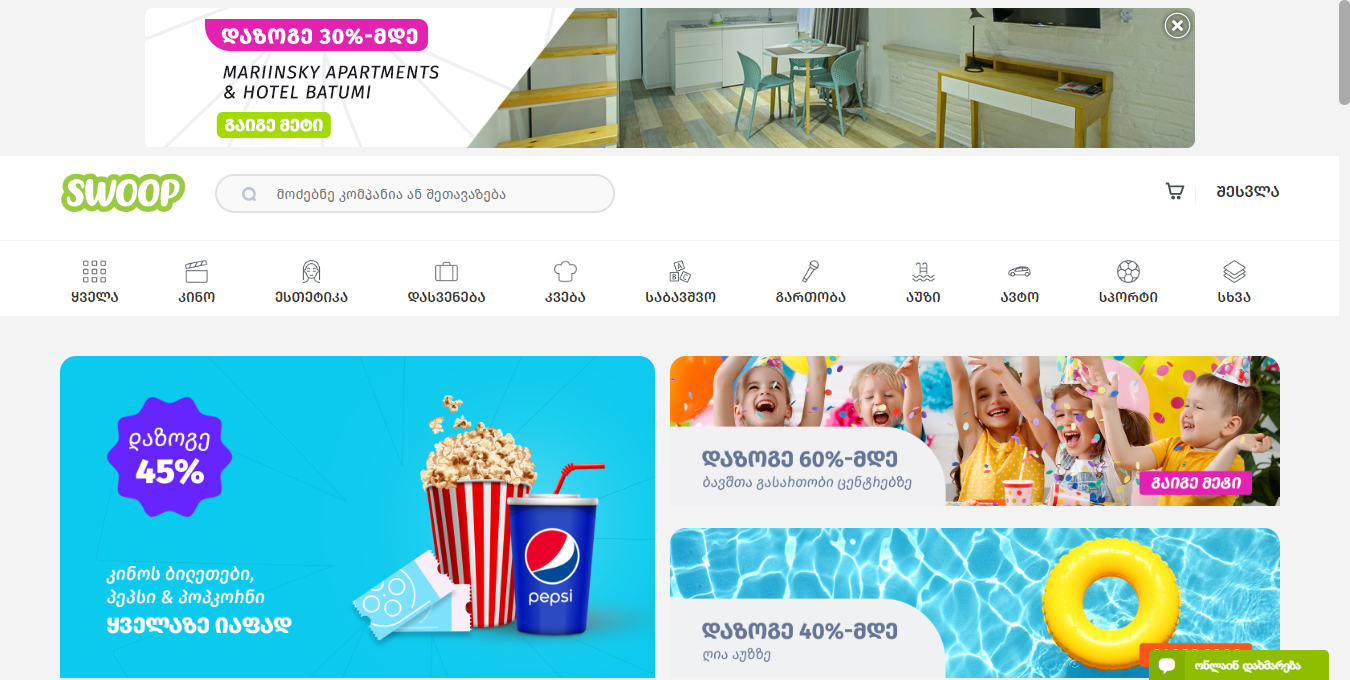 დაზოგე 30%-მდე
MARIINSKY APARTMENTS
& HOTEL BATUMI
გაიგე მეტი
SWOOP
მოძებნე კომპანია ან შეთავაზება
შესვლა
ყველა
კინო
ესთეტიკა
დასვენება
კვება
საბავშვო
გართობა
აუზი
ავტო
სპორტი
სხვა
დაზოგე
45%
კინოს ბილეთები,
პეპსი & პოპკორნი
ყველაზე იაფად
pepsi
დაზოგე 60%-მდე
ბავშთა გასართობი ცენტრებზე
გაიგე მეტი
დაზოგე 40%-მდე
ღია აუზზე
ონლაინ დახმარება